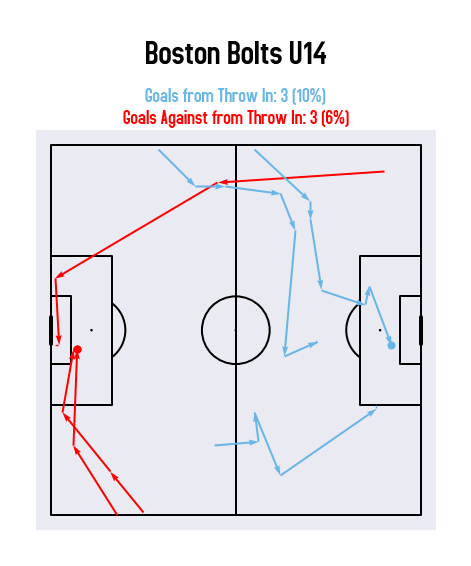 Boston Bolts U14
Goals from Throw In: 3 (10%)
Goals Against from Throw In: 3 (6%)